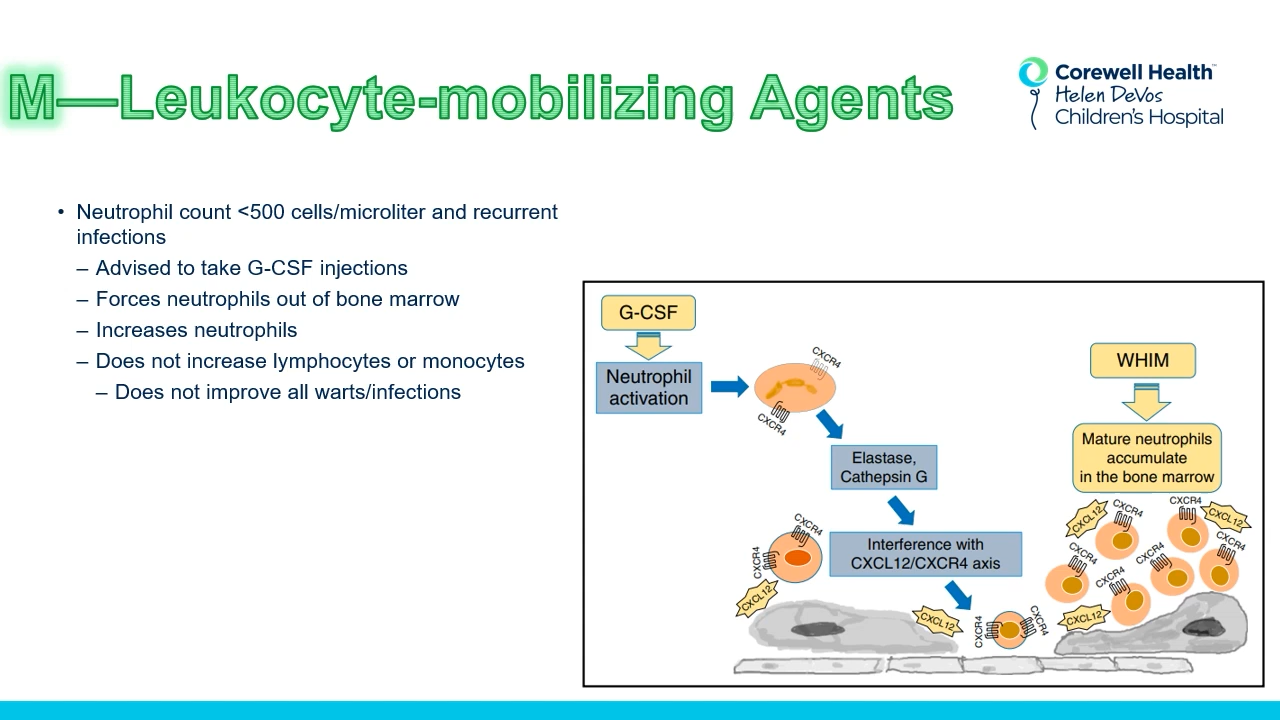 M—Leukocyte-mobilizing Agents
Corewell Health™
Helen DeVos
Children's Hospital
• Neutrophil count <500 cells/microliter and recurrent
infections
– Advised to take G-CSF injections
– Forces neutrophils out of bone marrow
– Increases neutrophils
– Does not increase lymphocytes or monocytes
– Does not improve all warts/infections
G-CSF
Neutrophil
activation
CXCR4
CXCR4
Elastase,
Cathepsin G
Interference with
CXCL12/CXCR4 axis
CXCR4
CXCR4
CXCL12
CXCL12
CXCR4
CXCR4
WHIM
Mature neutrophils
accumulate
in the bone marrow
CXCL12
CXCR4
CXCR4
CXCL12
CXCR4
CXCR4
CXCR4
CXCR4
CXCL12